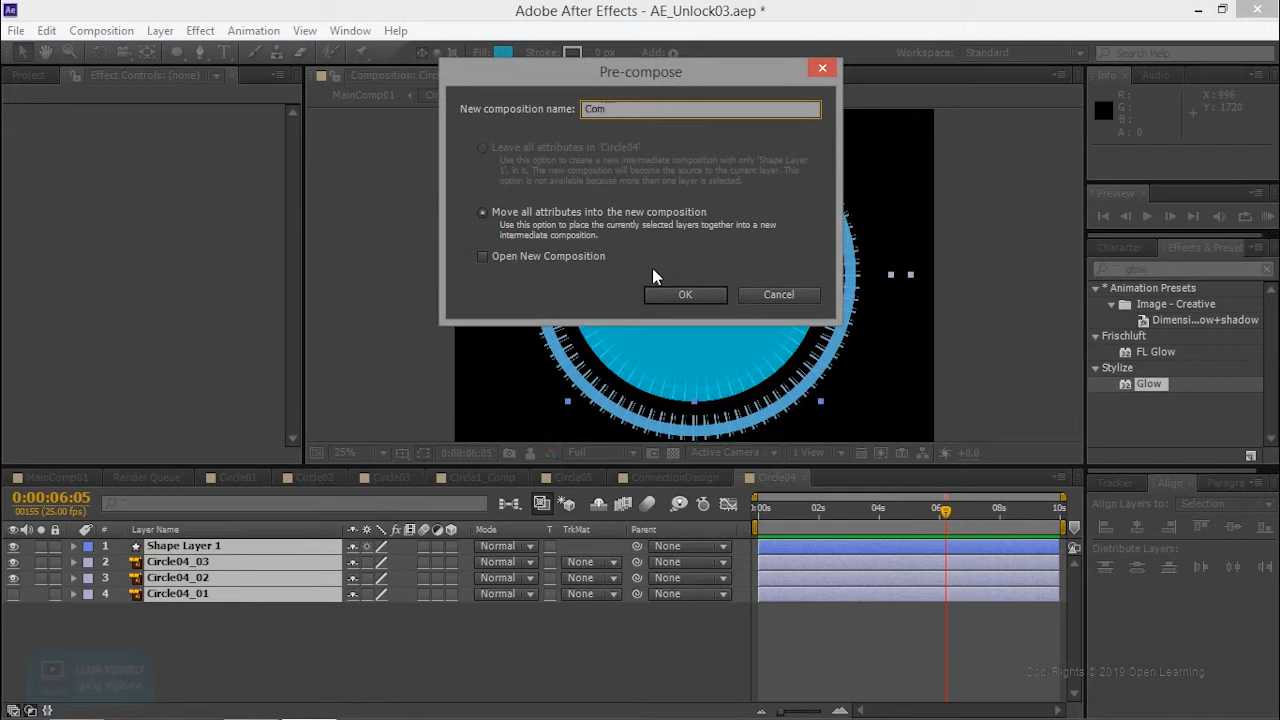 Adobe After Effects - AE_Unlock03.aep *
File Edit Composition Layer Effect Animation View Window Help
Fill: Stroke: 0 px Add: Workspace: Standard Search Help
Project Effect Controls: (none) Composition: Circ Info Audio
MainComp01
R: X: 996
G: Y: 1720
B:
A: 0
Pre-compose
New composition name: Com
Leave all attributes in 'Circle04'
Use this option to create a new intermediate composition with only 'Shape Layer
1', in it. The new composition will become the source to the current layer. This
option is not available because more than one layer is selected.
Move all attributes into the new composition
Use this option to place the currently selected layers together into a new
intermediate composition.
Open New Composition
OK Cancel
Preview
Character Effects & Preset
glow
* Animation Presets
Image - Creative
Dimensi...ow+shadow
Frischluft
FL Glow
Stylize
Glow
25% 0:00:06:05 Full Active Camera 1 View +0.0
MainComp01 Render Queue Circle01 Circle02 Circle03 Circle1_Comp Circle05 ConnectionDesign Circle04
Tracker Align Paragra
0:00:06:05
00155 (25.00 fps)
Align Layers to: Selection
:00s 02s 04s 06 08s 10s
# Layer Name Mode T TrkMat Parent
Distribute Layers:
1 Shape Layer 1 Normal None
2 Circle04_03 Normal None None
3 Circle04_02 Normal None None
4 Circle04_01 Normal None None
LEARN YOURSELF
Cop Rights © 2019 Open Learning